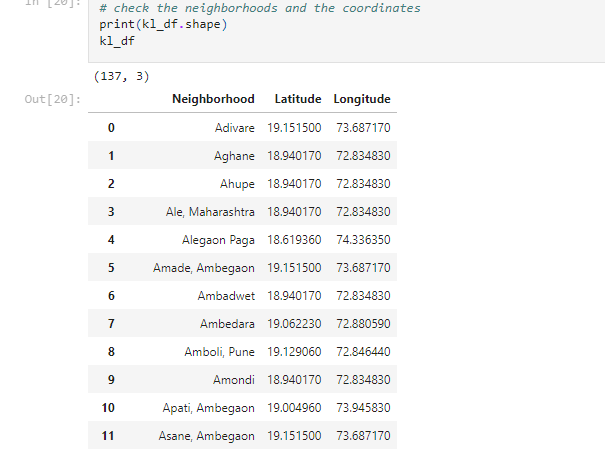 In [20]:
# check the neighborhoods and the coordinates
print(kl_df.shape)
kl_df
(137, 3)
Out[20]:
Neighborhood Latitude Longitude
0 Adivare 19.151500 73.687170
1 Aghane 18.940170 72.834830
2 Ahupe 18.940170 72.834830
3 Ale, Maharashtra 18.940170 72.834830
4 Alegaon Paga 18.619360 74.336350
5 Amade, Ambegaon 19.151500 73.687170
6 Ambadwet 18.940170 72.834830
7 Ambedara 19.062230 72.880590
8 Amboli, Pune 19.129060 72.846440
9 Amondi 18.940170 72.834830
10 Apati, Ambegaon 19.004960 73.945830
11 Asane, Ambegaon 19.151500 73.687170